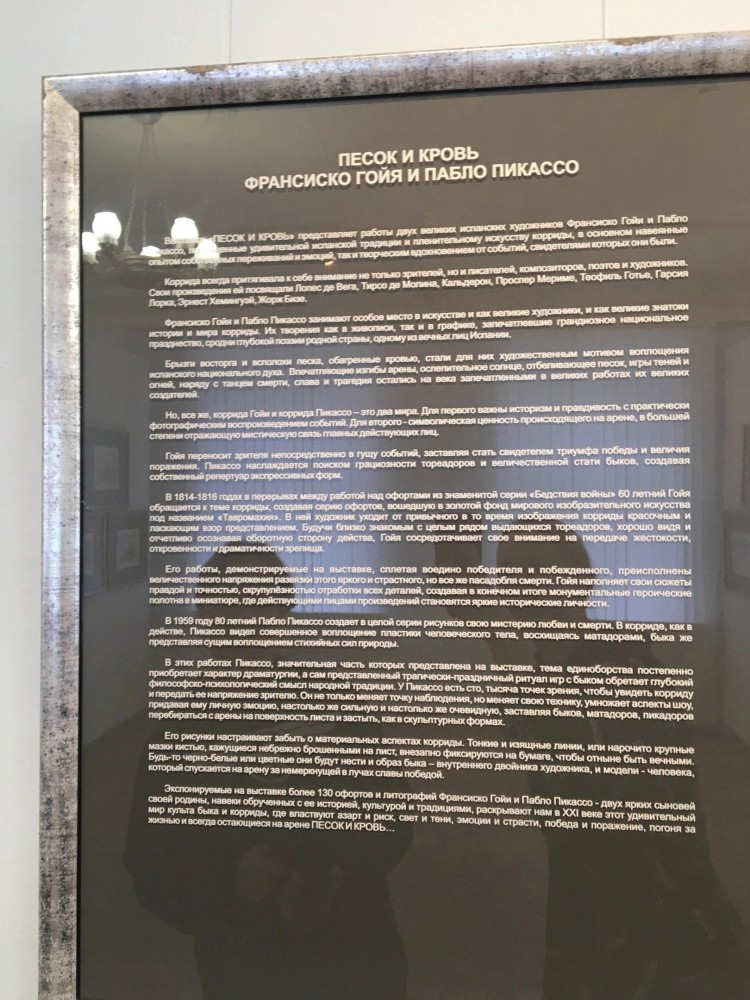 ПЕСОК И КРОВЬ
ФРАНСИСКО ГОЙЯ И ПАБЛО ПИКАССО
«ПЕСОК И КРОВЬ» представляет работы двух великих испанских художников Франсиско Гойи и Пабло
удивительной испанской традиции и пленительному искусству корриды, в основном навеянные
опытом переживаний и эмоций, так и творческим вдохновением от событий, свидетелями которых они были.
Коррида всегда притягивала к себе внимание не только зрителей, но и писателей, композиторов, поэтов и художников.
Свои произведения ей посвящали Лопес де Вега, Тирсо де Молина, Кальдерон, Проспер Мериме, Теофиль Готье, Гарсия
Лорка, Эрнест Хемингуэй, Жорж Бизе.
Франсиско Гойя и Пабло Пикассо занимают особое место в искусстве и как великие художники, и как великие знатоки
истории и мира корриды. Их творения как в живописи, так и в графике, запечатлевшие грандиозное национальное
празднество, сродни глубокой поэзии родной страны, одному из вечных лиц Испании.
Брызги восторга и всполохи песка, обагренные кровью, стали для них художественным мотивом воплощения
испанского национального духа. Впечатляющие изгибы арены, ослепительное солнце, отбеливающее песок, игры теней и
огней, наряду с танцем смерти, слава и трагедия остались на века запечатленными в великих работах их великих
создателей.
Но, все же, коррида Гойи и коррида Пикассо – это два мира. Для первого важны историзм и правдивость с практически
фотографическим воспроизведением событий. Для второго - символическая ценность происходящего на арене, в большей
степени отражающую мистическую связь главных действующих лиц.
Гойя переносит зрителя непосредственно в гущу событий, заставляя стать свидетелем триумфа победы и величия
поражения. Пикассо наслаждается поиском грациозности тореадоров и величественной стати быков, создавая
собственный репертуар экспрессивных форм.
В 1814-1816 годах в перерывах между работой над офортами из знаменитой серии «Бедствия войны» 60 летний Гойя
обращается к теме корриды, создавая серию офортов, вошедшую в золотой фонд мирового изобразительного искусства
под названием «Тавромахия». В ней художник уходит от привычного в то время изображения корриды красочным и
ласкающим взор представлением. Будучи близко знакомым с целым рядом выдающихся тореадоров, хорошо видя и
отчетливо осознавая оборотную сторону действа, Гойя сосредотачивает свое внимание на передаче жестокости,
откровенности и драматичности зрелища.
Его работы, демонстрируемые на выставке, сплетая воедино победителя и побежденного, преисполнены
величественного напряжения развязки этого яркого и страстного, но все же пасадобля смерти. Гойя наполняет свои сюжеты
правдой и точностью, скрупулёзностью отработки всех деталей, создавая в конечном итоге монументальные героические
полотна в миниатюре, где действующими лицами произведений становятся яркие исторические личности.
В 1959 году 80 летний Пабло Пикассо создает в целой серии рисунков свою мистерию любви и смерти. В корриде, как в
действе, Пикассо видел совершенное воплощение пластики человеческого тела, восхищаясь матадорами, быка же
представляя сущим воплощением стихийных сил природы.
В этих работах Пикассо, значительная часть которых представлена на выставке, тема единоборства постепенно
приобретает характер драматургии, а сам представленный трагически-праздничный ритуал игр с быком обретает глубокий
философско-психологический смысл народной традиции. У Пикассо есть сто, тысяча точек зрения, чтобы увидеть корриду
и передать ее напряжение зрителю. Он не только меняет точку наблюдения, но меняет свою технику, умножает аспекты шоу,
придавая ему личную эмоцию, настолько же сильную и настолько же очевидную, заставляя быков, матадоров, пикадоров
перебираться с арены на поверхность листа и застыть, как в скульптурных формах.
Его рисунки настраивают забыть о материальных аспектах корриды. Тонкие и изящные линии, или нарочито крупные
мазки кистью, кажущиеся небрежно брошенными на лист, внезапно фиксируются на бумаге, чтобы отныне быть вечными.
Будь-то черно-белые или цветные они будут нести и образ быка – внутреннего двойника художника, и модели - человека,
который спускается на арену за немеркнущей в лучах славы победой.
Экспонируемые на выставке более 130 офортов и литографий Франсиско Гойи и Пабло Пикассо - двух ярких сыновей
своей родины, навеки обрученных с ее историей, культурой и традициями, раскрывают нам в XXI веке этот удивительный
мир культа быка и корриды, где властвуют азарт и риск, свет и тени, эмоции и страсти, победа и поражение, погоня за
жизнью и всегда остающиеся на арене ПЕСОК И КРОВЬ...